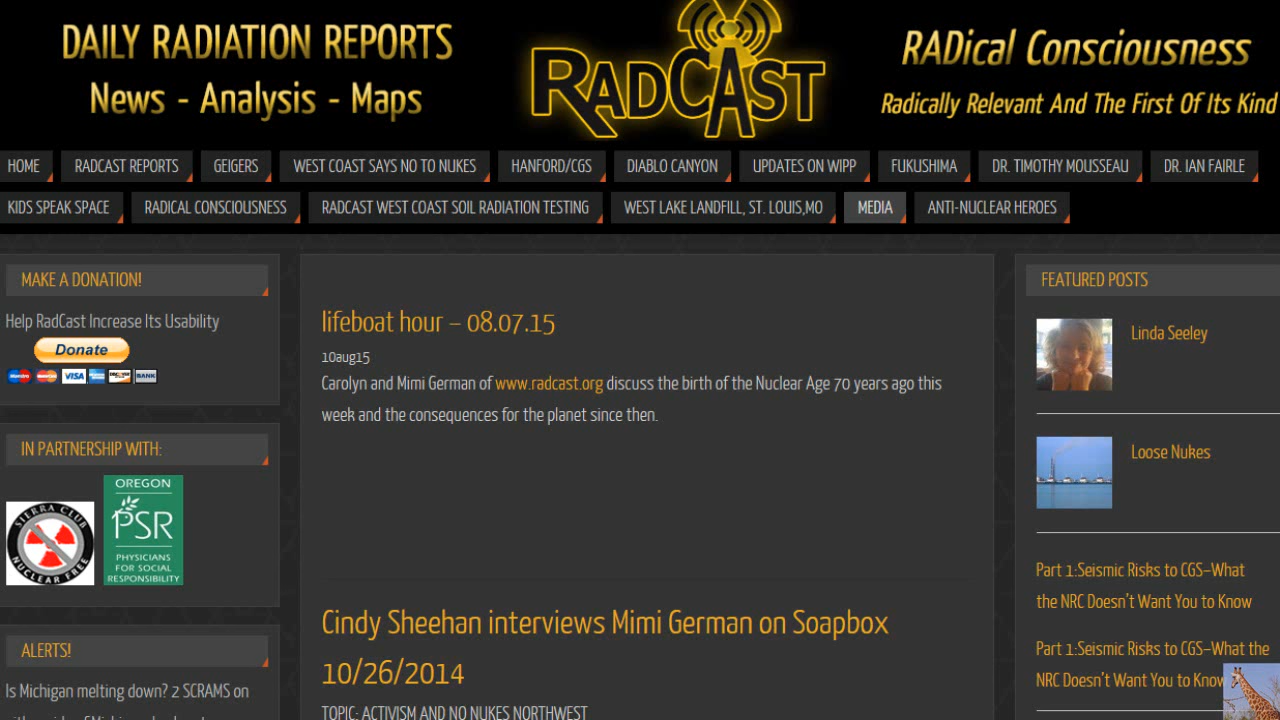 DAILY RADIATION REPORTS
News - Analysis - Maps
RADCAST
RADical Consciousness
Radically Relevant And The First Of Its Kind
HOME RADCAST REPORTS GEIGERS WEST COAST SAYS NO TO NUKES HANFORD/CGS DIABLO CANYON UPDATES ON WIPP FUKUSHIMA DR. TIMOTHY MOUSSEAU DR. IAN FAIRLE
KIDS SPEAK SPACE RADICAL CONSCIOUSNESS RADCAST WEST COAST SOIL RADIATION TESTING WEST LAKE LANDFILL, ST. LOUIS,MO MEDIA ANTI-NUCLEAR HEROES
MAKE A DONATION!
Help RadCast Increase Its Usability
Donate
VISA
BANK
IN PARTNERSHIP WITH:
SIERRA CLUB
NUCLEAR FREE
OREGON
PSR
PHYSICIANS
FOR SOCIAL
RESPONSIBILITY
ALERTS!
Is Michigan melting down? 2 SCRAMS on
lifeboat hour – 08.07.15
10aug15
Carolyn and Mimi German of www.radcast.org discuss the birth of the Nuclear Age 70 years ago this
week and the consequences for the planet since then.
Cindy Sheehan interviews Mimi German on Soapbox
10/26/2014
TOPIC: ACTIVISM AND NO NUKES NORTHWEST
FEATURED POSTS
Linda Seeley
Loose Nukes
Part 1:Seismic Risks to CGS–What
the NRC Doesn't Want You to Know
Part 1:Seismic Risks to CGS–What the
NRC Doesn't Want You to Know